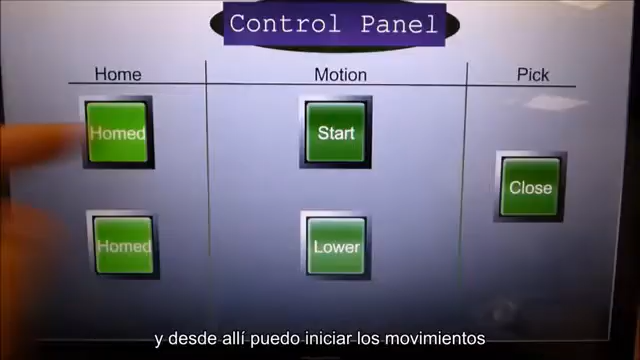 Control Panel
Home Motion Pick
Homed Start
Close
Homed Lower
y desde allí puedo iniciar los movimientos